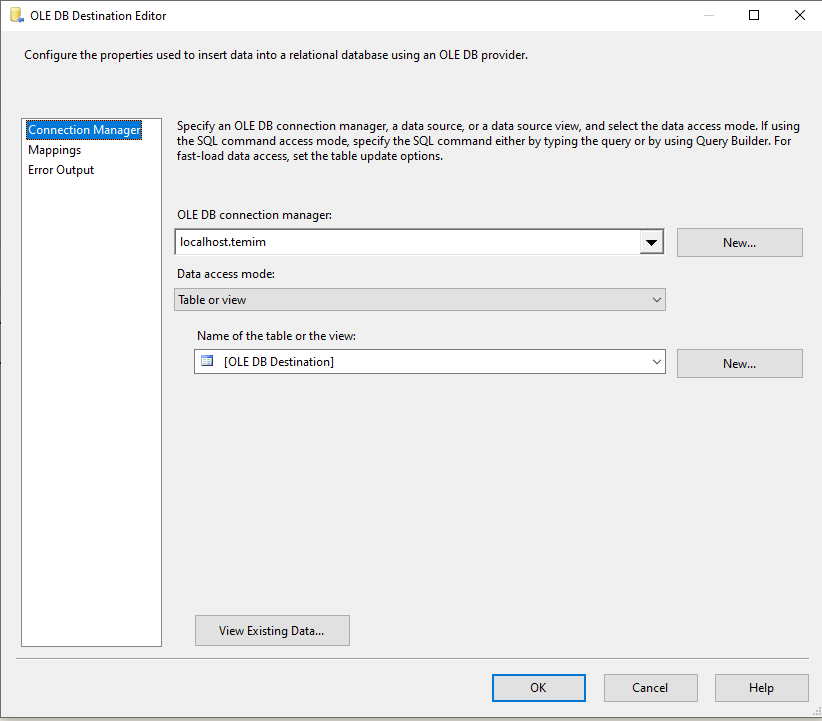 OLE DB Destination Editor
Configure the properties used to insert data into a relational database using an OLE DB provider.
Connection Manager
Mappings
Error Output
Specify an OLE DB connection manager, a data source, or a data source view, and select the data access mode. If using
the SQL command access mode, specify the SQL command either by typing the query or by using Query Builder. For
fast-load data access, set the table update options.
OLE DB connection manager:
localhost.temim
New...
Data access mode:
Table or view
Name of the table or the view:
[OLE DB Destination]
New...
View Existing Data...
OK
Cancel
Help